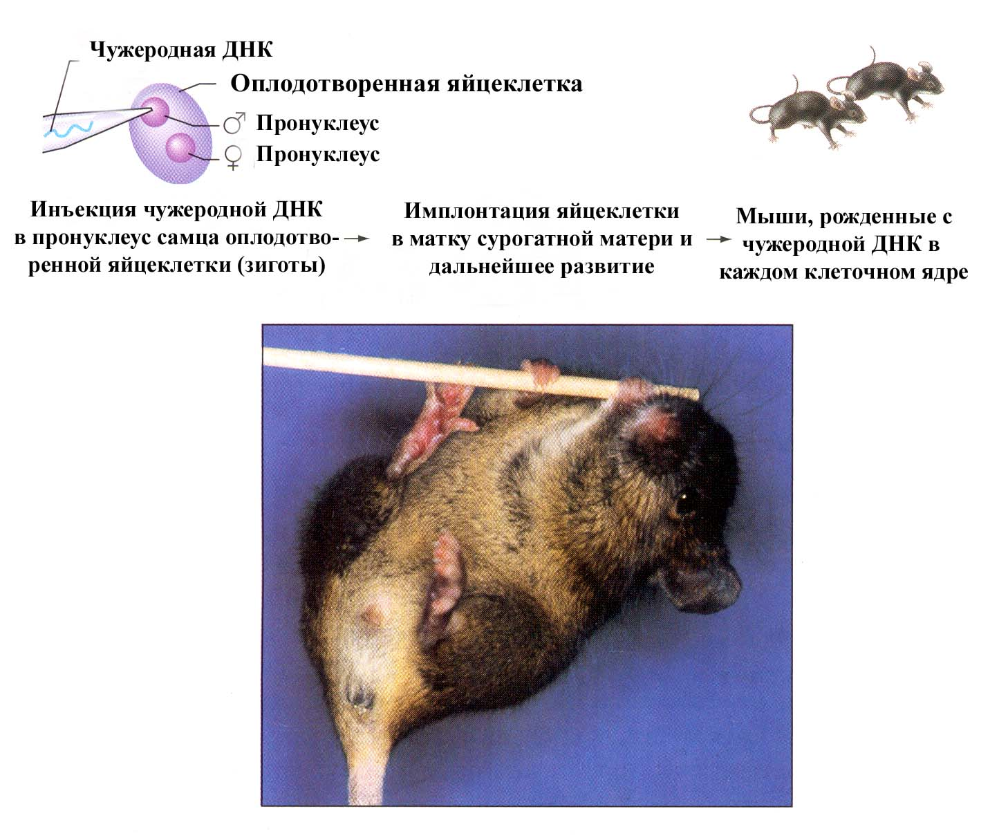 Чужеродная ДНК
Оплодотворенная яйцеклетка
♂ Пронуклеус
♀ Пронуклеус
Инъекция чужеродной ДНК
в пронуклеус самца оплодотво-
ренной яйцеклетки (зиготы)
Имплонтация яйцеклетки
в матку сурогатной матери и
дальнейшее развитие
Мыши, рожденные с
чужеродной ДНК в
каждом клеточном ядре